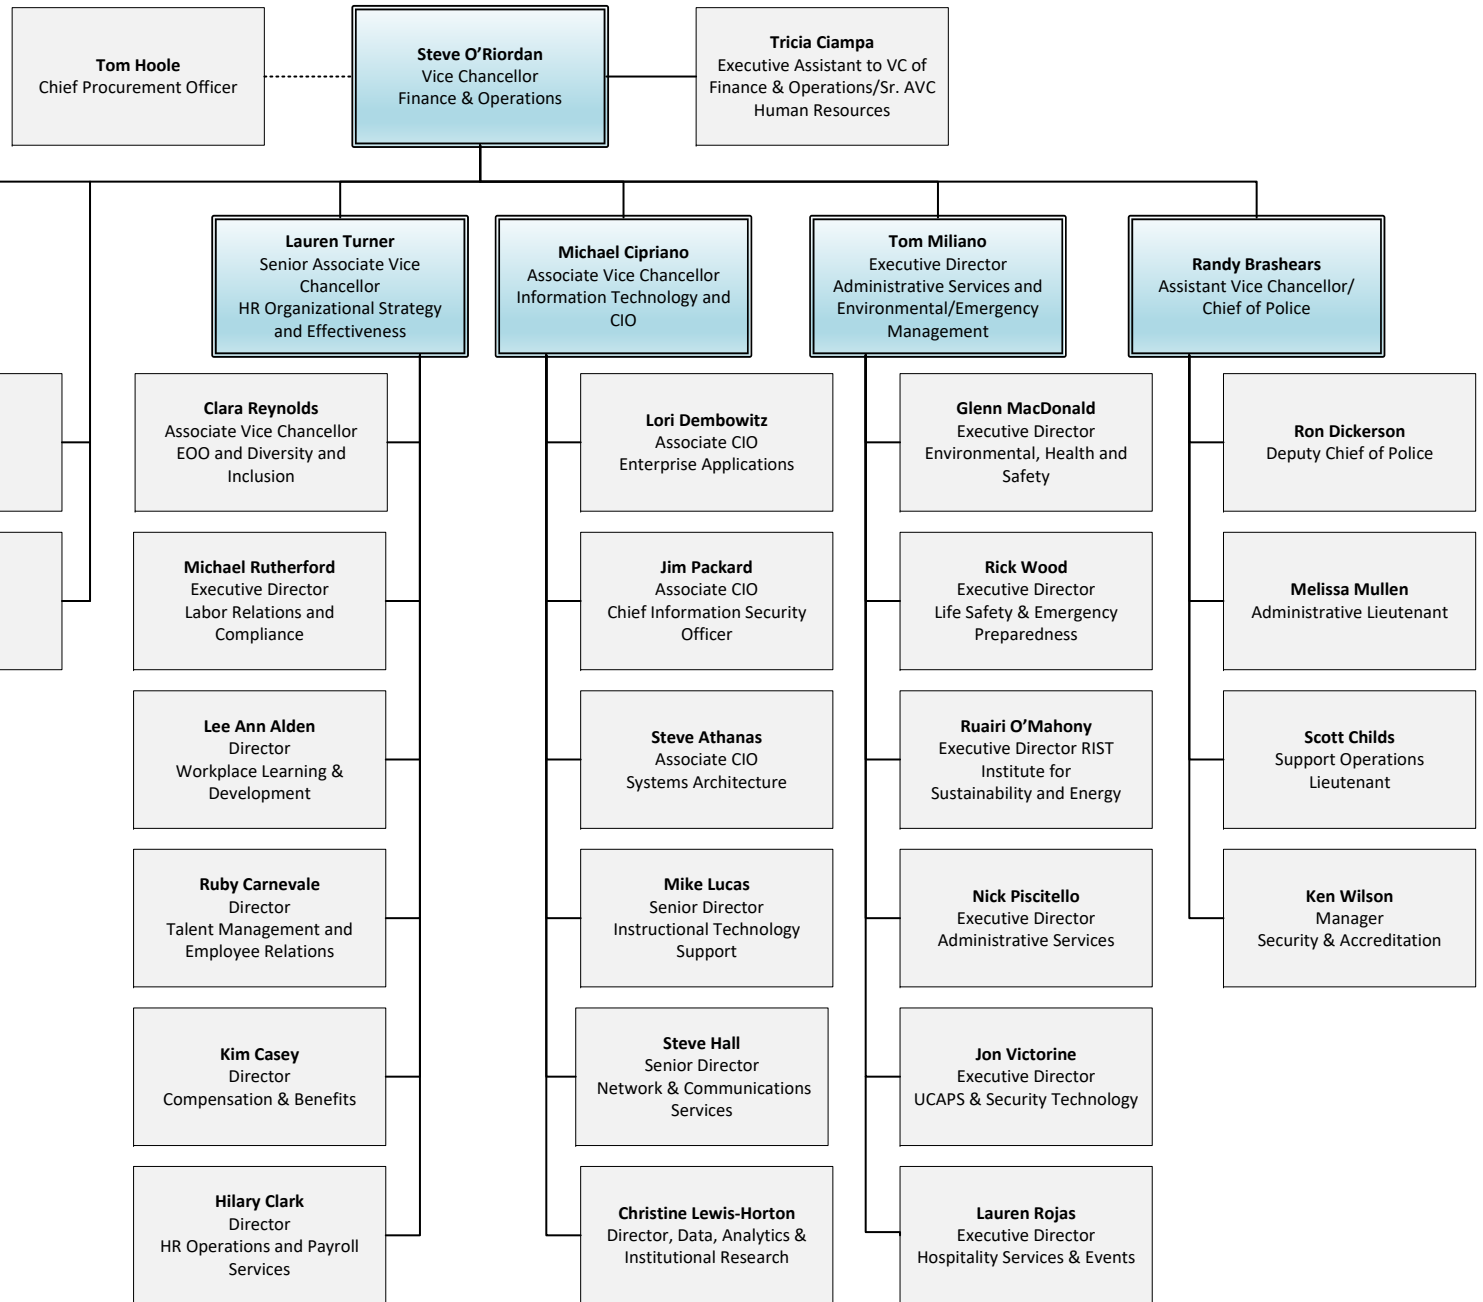 Tom Hoole
Chief Procurement Officer
Steve O’Riordan
Vice Chancellor
Finance & Operations
Tricia Ciampa
Executive Assistant to VC of
Finance & Operations/Sr. AVC
Human Resources
Lauren Turner
Senior Associate Vice
Chancellor
HR Organizational Strategy
and Effectiveness
Michael Cipriano
Associate Vice Chancellor
Information Technology and
CIO
Tom Miliano
Executive Director
Administrative Services and
Environmental/Emergency
Management
Randy Brashears
Assistant Vice Chancellor/
Chief of Police
Clara Reynolds
Associate Vice Chancellor
EOO and Diversity and
Inclusion
Michael Rutherford
Executive Director
Labor Relations and
Compliance
Lee Ann Alden
Director
Workplace Learning &
Development
Ruby Carnevale
Director
Talent Management and
Employee Relations
Kim Casey
Director
Compensation & Benefits
Hilary Clark
Director
HR Operations and Payroll
Services
Lori Dembowitz
Associate CIO
Enterprise Applications
Jim Packard
Associate CIO
Chief Information Security
Officer
Steve Athanas
Associate CIO
Systems Architecture
Mike Lucas
Senior Director
Instructional Technology
Support
Steve Hall
Senior Director
Network & Communications
Services
Christine Lewis-Horton
Director, Data, Analytics &
Institutional Research
Glenn MacDonald
Executive Director
Environmental, Health and
Safety
Rick Wood
Executive Director
Life Safety & Emergency
Preparedness
Ruairi O’Mahony
Executive Director RIST
Institute for
Sustainability and Energy
Nick Piscitello
Executive Director
Administrative Services
Jon Victorine
Executive Director
UCAPS & Security Technology
Lauren Rojas
Executive Director
Hospitality Services & Events
Ron Dickerson
Deputy Chief of Police
Melissa Mullen
Administrative Lieutenant
Scott Childs
Support Operations
Lieutenant
Ken Wilson
Manager
Security & Accreditation